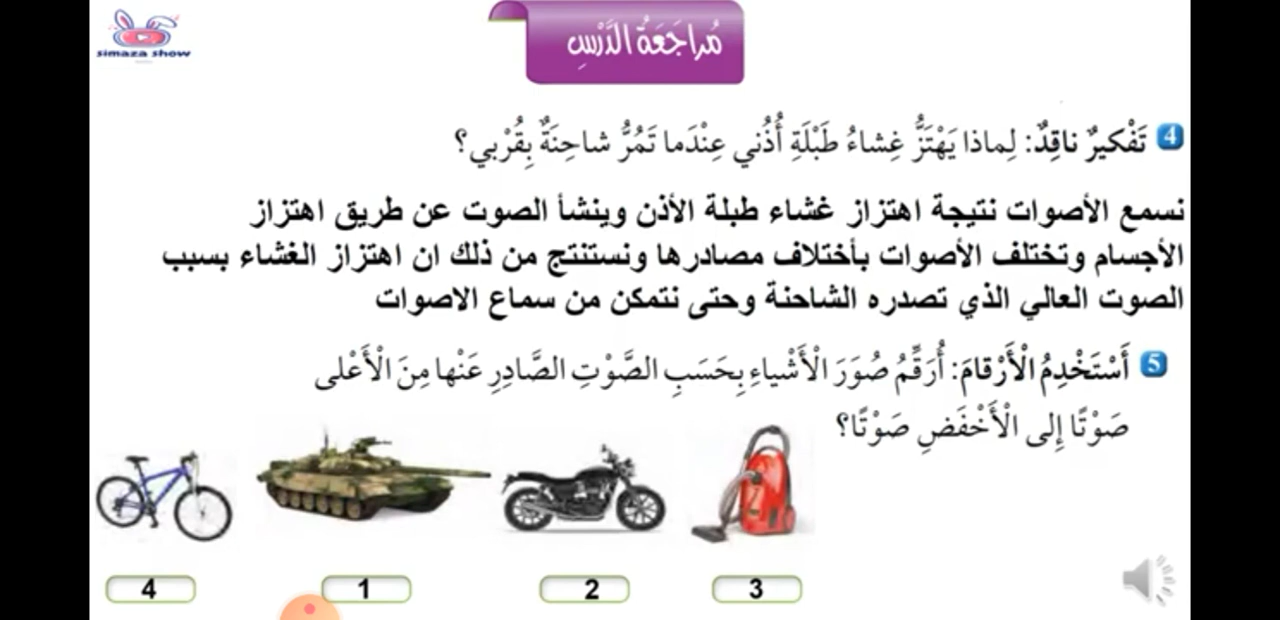 simaza show
مُراجَعَةُ الدَّرْسِ
4 تَفْكيرٌ ناقِدٌ: لِماذا يَهْتَزُّ غِشاءُ طَبْلَةِ أُذُني عِنْدَما تَمُرُّ شاحِنَةٌ بِقُرْبي؟
نسمع الأصوات نتيجة اهتزاز غشاء طبلة الأذن وينشأ الصوت عن طريق اهتزاز
الأجسام وتختلف الأصوات بأختلاف مصادرها ونستنتج من ذلك ان اهتزاز الغشاء بسبب
الصوت العالي الذي تصدره الشاحنة وحتى نتمكن من سماع الاصوات
5 أَسْتَخْدِمُ الْأَرْقامَ: أُرَقِّمُ صُوَرَ الْأَشْياءِ بِحَسَبِ الصَّوْتِ الصَّادِرِ عَنْها مِنَ الْأَعْلى
صَوْتًا إِلى الْأَخْفَضِ صَوْتًا؟
3 2 1 4